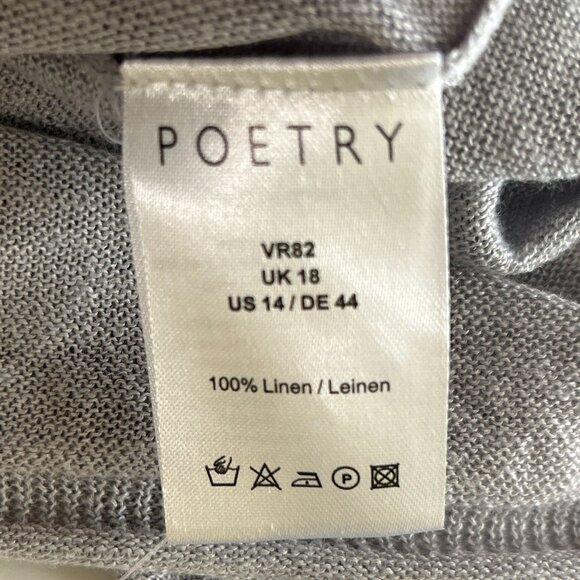 POETRY
VR82
UK 18
US 14 / DE 44
100% Linen / Leinen
P